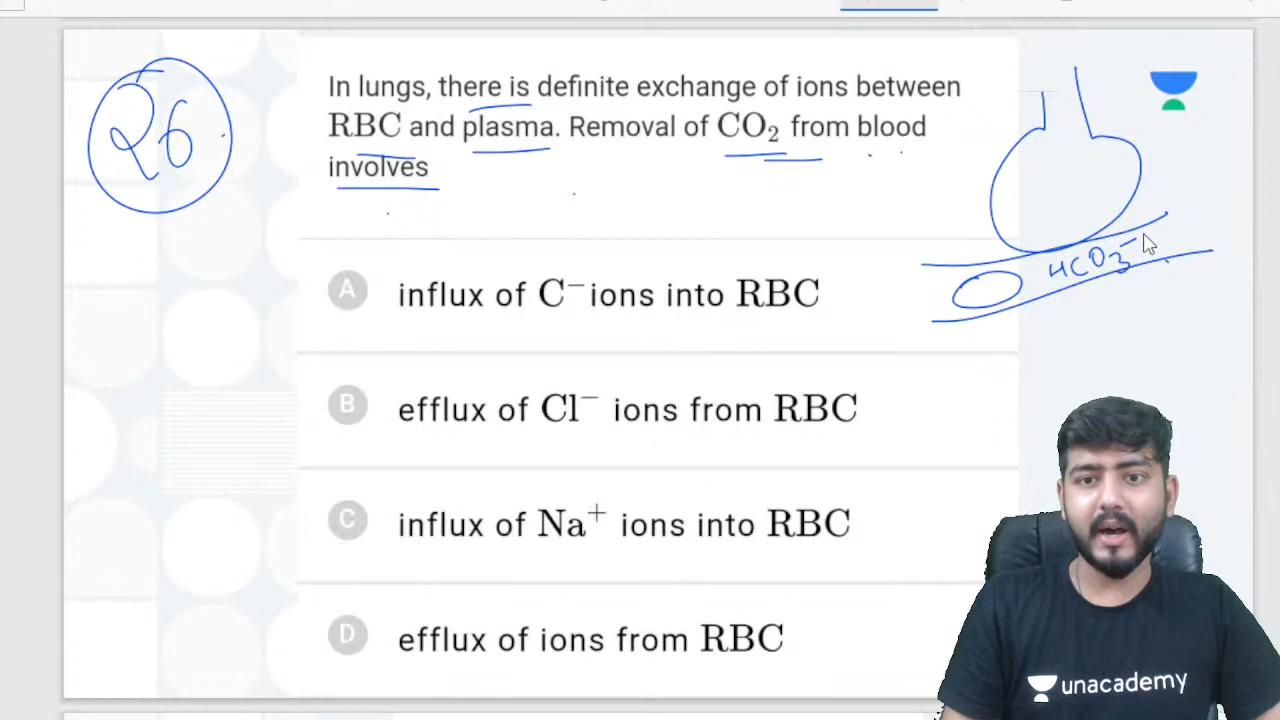 26
In lungs, there is definite exchange of ions between
RBC and plasma. Removal of CO₂ from blood
involves
A influx of C⁻ions into RBC
B efflux of Cl⁻ ions from RBC
C influx of Na⁺ ions into RBC
D efflux of ions from RBC
HCO₃⁻
unacademy